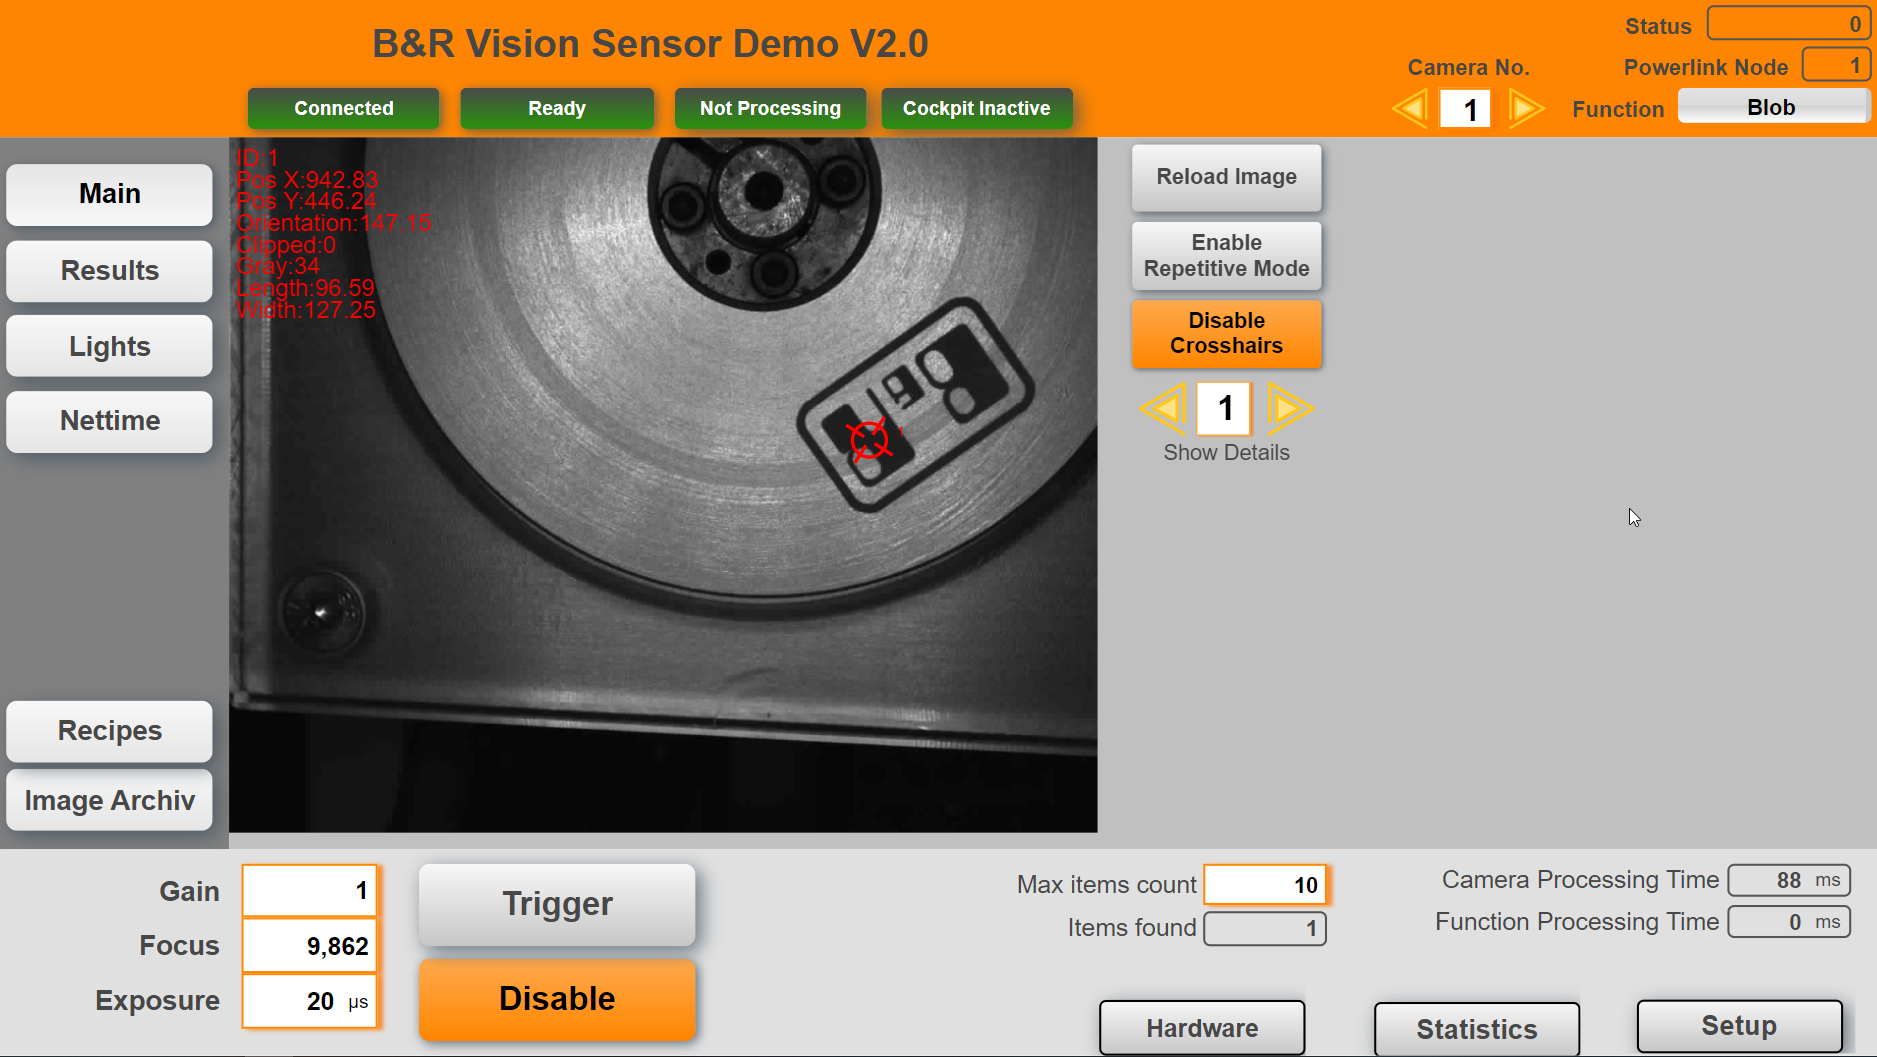 B&R Vision Sensor Demo V2.0
Status 0
Camera No.
Powerlink Node 1
1
Function Blob
Connected
Ready
Not Processing
Cockpit Inactive
Main
Results
Lights
Nettime
Recipes
Image Archiv
ID:1
Pos X:942.83
Pos Y:446.24
Orientation:147.15
Clipped:0
Gray:34
Length:96.59
Width:127.25
1
Reload Image
Enable
Repetitive Mode
Disable
Crosshairs
1
Show Details
Gain 1
Focus 9,862
Exposure 20 µs
Trigger
Disable
Max items count 10
Items found 1
Camera Processing Time 88 ms
Function Processing Time 0 ms
Hardware
Statistics
Setup